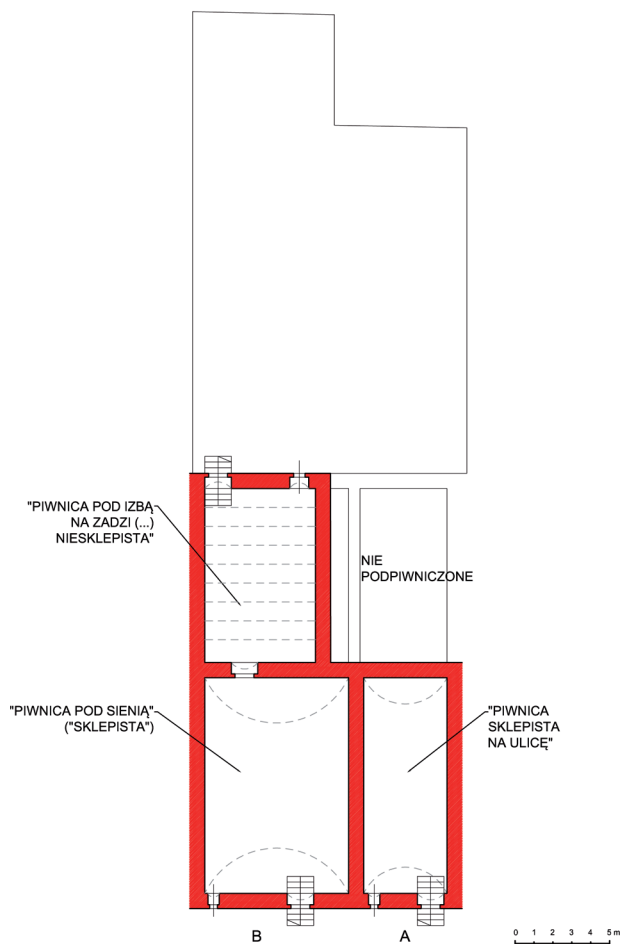 "PIWNICA POD IZBĄ
NA ZADZI (...)
NIESKLEPISTA"
NIE
PODPIWNICZONE
"PIWNICA POD SIENIĄ"
("SKLEPISTA")
"PIWNICA
SKLEPISTA
NA ULICĘ"
B
A
0 1 2 3 4 5 m